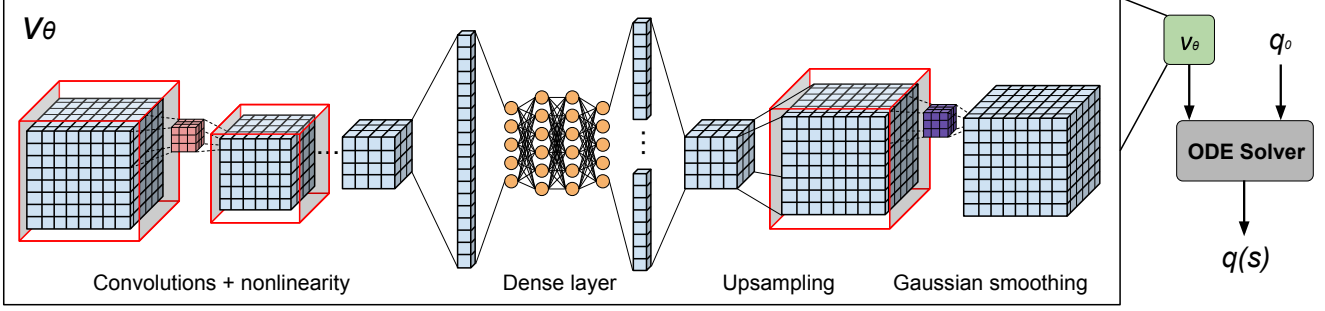 vθ
Convolutions + nonlinearity
Dense layer
Upsampling
Gaussian smoothing
vθ
q₀
ODE Solver
q(s)